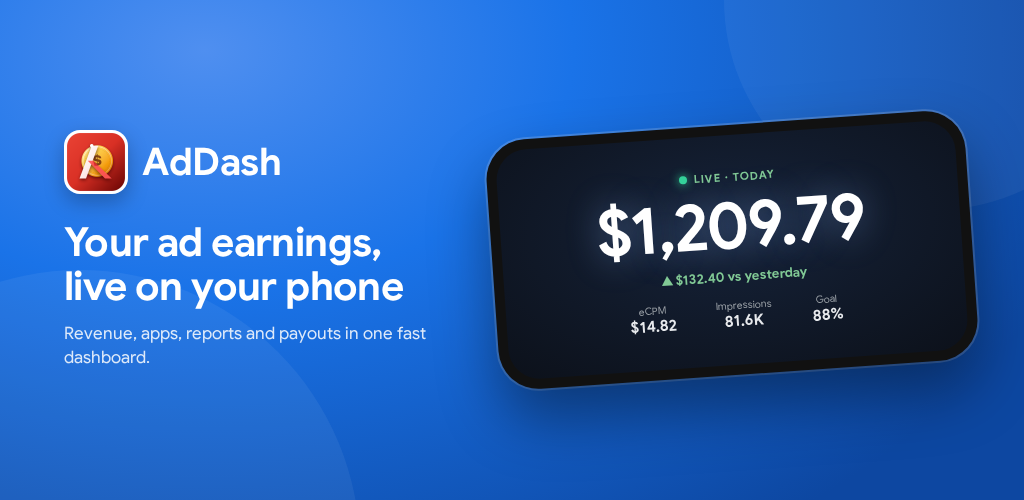 AdDash
Your ad earnings,
live on your phone
Revenue, apps, reports and payouts in one fast
dashboard.
LIVE · TODAY
$1,209.79
▲ $132.40 vs yesterday
eCPM
$14.82
Impressions
81.6K
Goal
88%